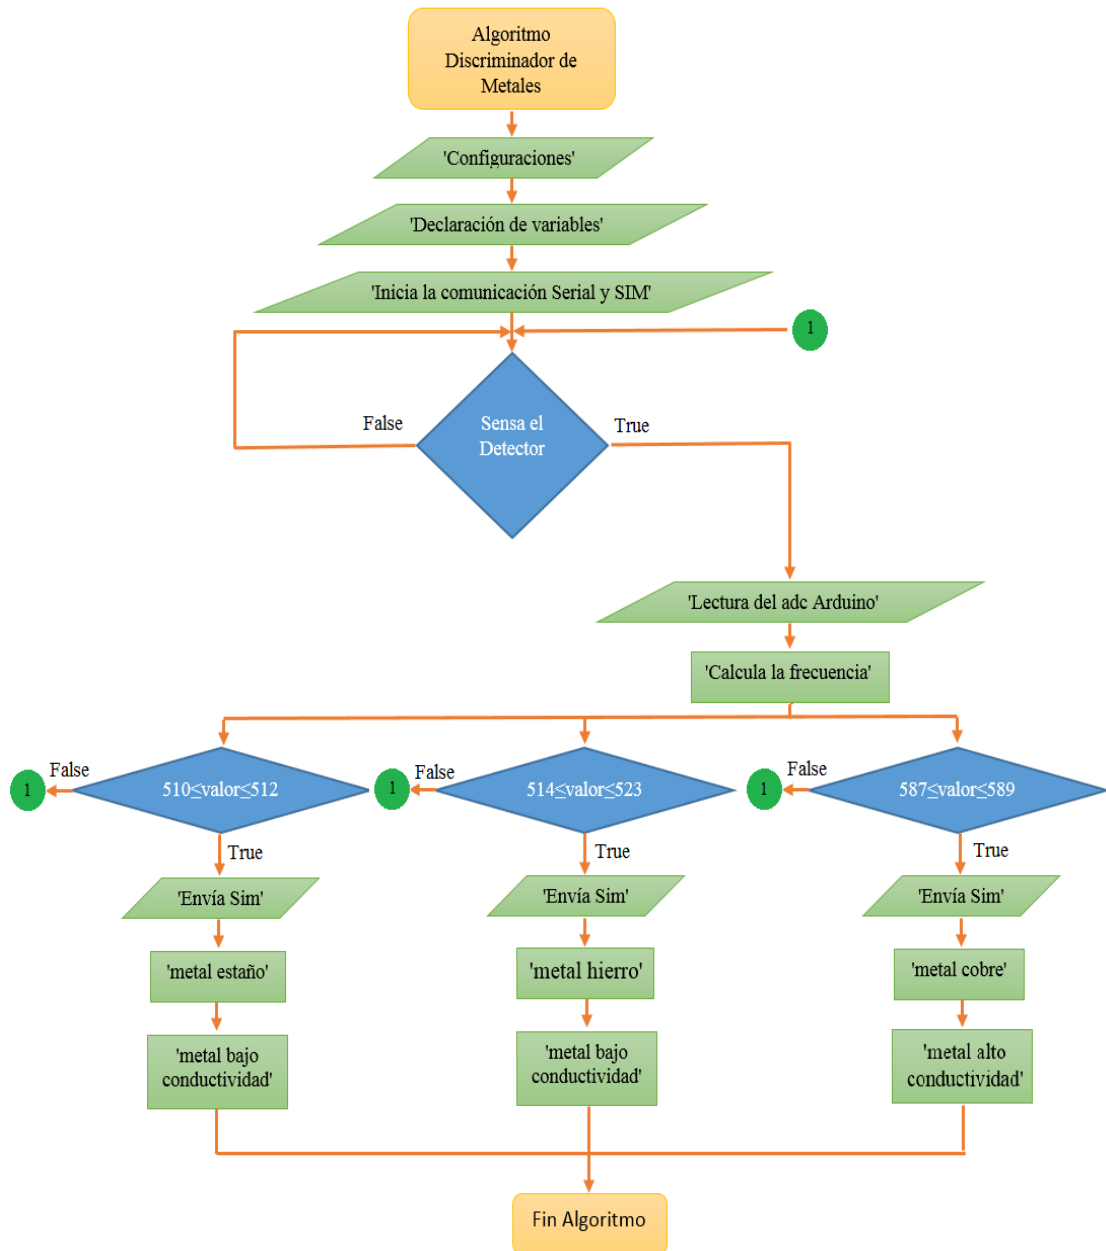 Algoritmo
Discriminador de
Metales
'Configuraciones'
'Declaración de variables'
'Inicia la comunicación Serial y SIM'
1
False
Sensa el
Detector
True
'Lectura del adc Arduino'
'Calcula la frecuencia'
1
False
510≤valor≤512
1
False
514≤valor≤523
1
False
587≤valor≤589
True
True
True
'Envía Sim'
'Envía Sim'
'Envía Sim'
'metal estaño'
'metal hierro'
'metal cobre'
'metal bajo
conductividad'
'metal bajo
conductividad'
'metal alto
conductividad'
Fin Algoritmo